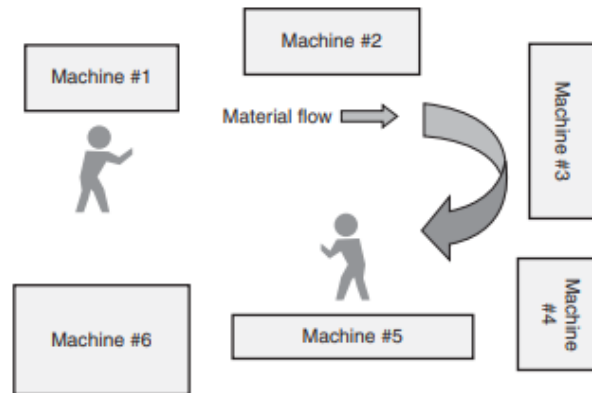 Machine #1
Machine #2
Material flow
Machine #3
Machine
#4
Machine #5
Machine #6